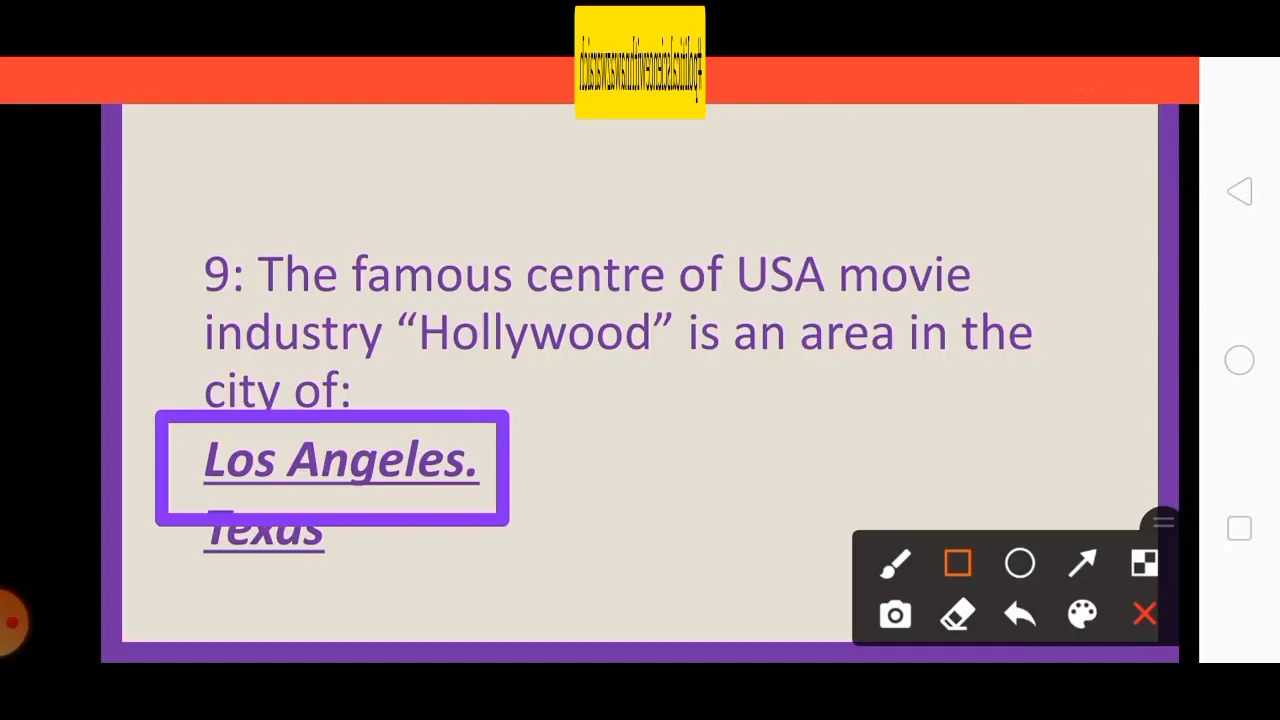 9: The famous centre of USA movie
industry “Hollywood” is an area in the
city of:
Los Angeles.
Texas